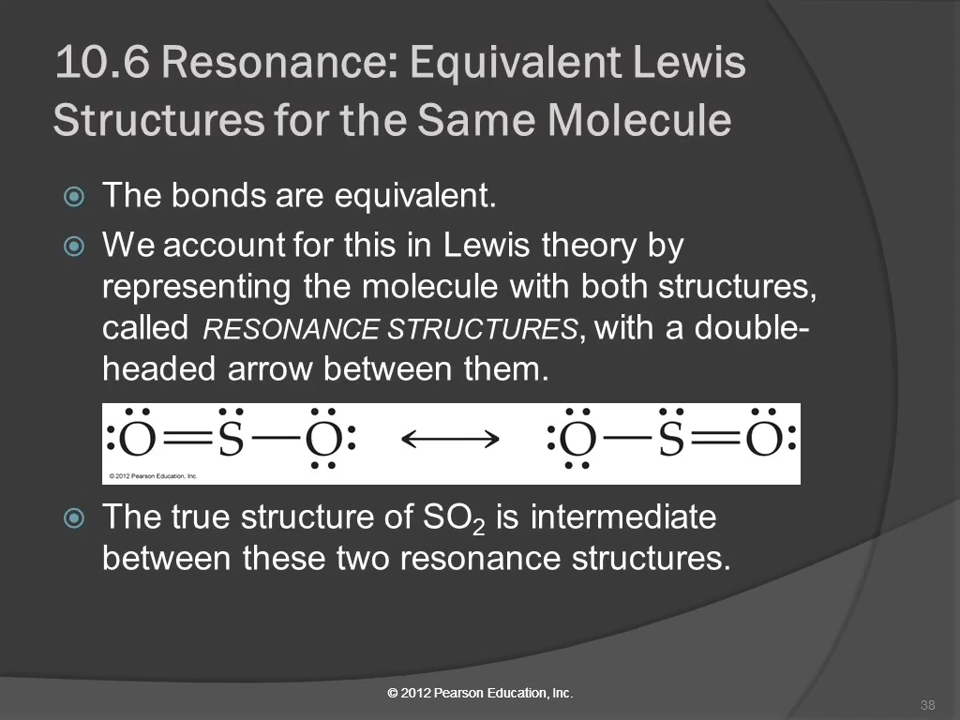 10.6 Resonance: Equivalent Lewis
Structures for the Same Molecule
The bonds are equivalent.
We account for this in Lewis theory by
representing the molecule with both structures,
called RESONANCE STRUCTURES, with a double-
headed arrow between them.
:O=S—O: ⟷ :O—S=O:
© 2012 Pearson Education, Inc.
The true structure of SO₂ is intermediate
between these two resonance structures.
© 2012 Pearson Education, Inc.
38